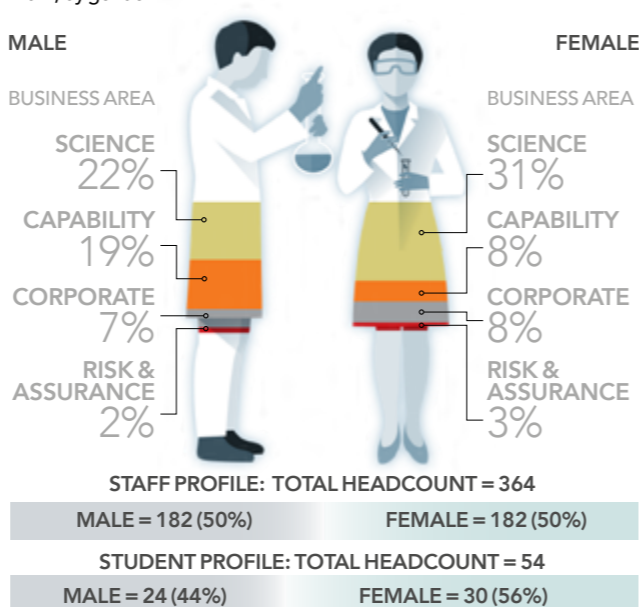 MALE
BUSINESS AREA
SCIENCE
22%
CAPABILITY
19%
CORPORATE
7%
RISK &
ASSURANCE
2%
FEMALE
BUSINESS AREA
SCIENCE
31%
CAPABILITY
8%
CORPORATE
8%
RISK &
ASSURANCE
3%
STAFF PROFILE: TOTAL HEADCOUNT = 364
MALE = 182 (50%) FEMALE = 182 (50%)
STUDENT PROFILE: TOTAL HEADCOUNT = 54
MALE = 24 (44%) FEMALE = 30 (56%)